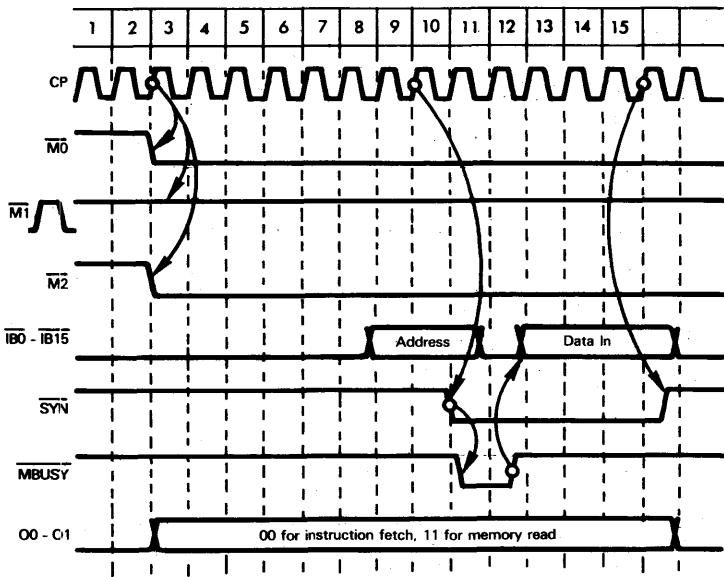 1 2 3 4 5 6 7 8 9 10 11 12 13 14 15
CP
M0
M1
M2
IB0 - IB15 Address Data In
SYN
MBUSY
O0 - O1 00 for instruction fetch, 11 for memory read